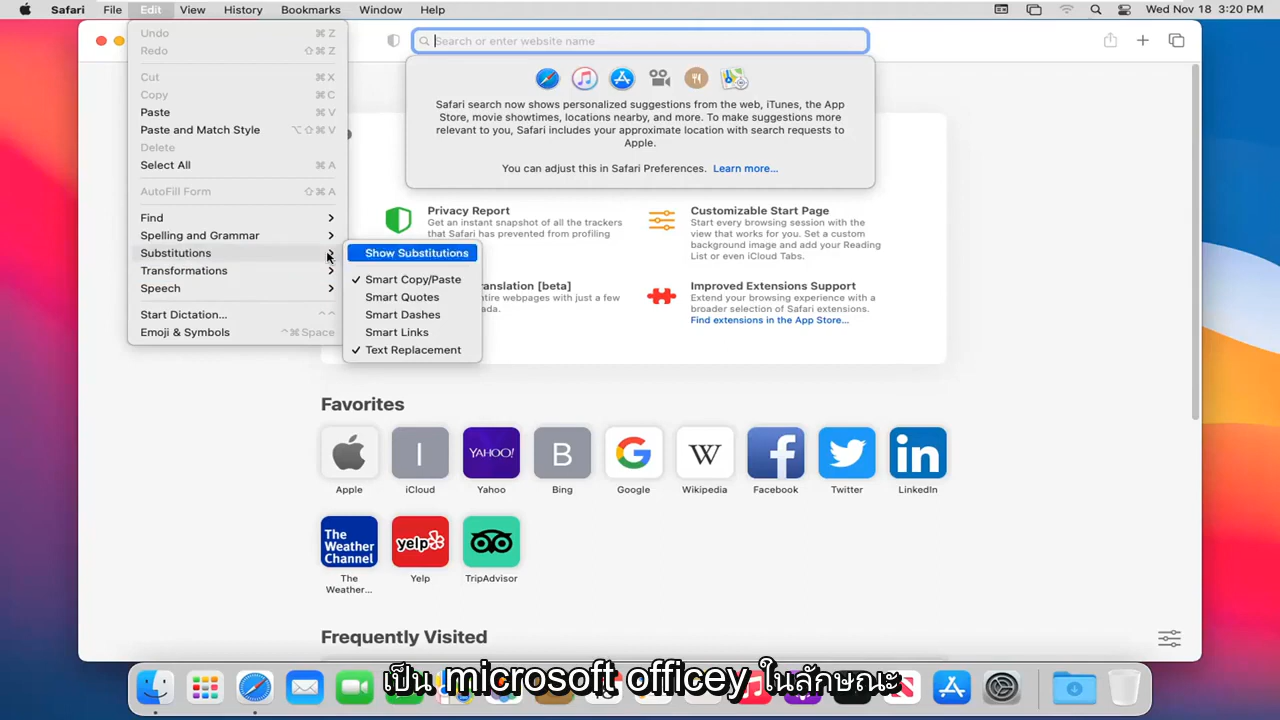 Safari File Edit View History Bookmarks Window Help Wed Nov 18 3:20 PM
Undo ⌘ Z
Redo ⇧ ⌘ Z
Cut ⌘ X
Copy ⌘ C
Paste ⌘ V
Paste and Match Style ⌥ ⇧ ⌘ V
Delete
Select All ⌘ A
AutoFill Form ⇧ ⌘ A
Find
Spelling and Grammar
Substitutions
Transformations
Speech
Start Dictation... ^ ^
Emoji & Symbols ^ ⌘ Space
Show Substitutions
✓ Smart Copy/Paste
Smart Quotes
Smart Dashes
Smart Links
✓ Text Replacement
Search or enter website name
Safari search now shows personalized suggestions from the web, iTunes, the App
Store, movie showtimes, locations nearby, and more. To make suggestions more
relevant to you, Safari includes your approximate location with search requests to
Apple.
You can adjust this in Safari Preferences. Learn more...
Privacy Report
Get an instant snapshot of all the trackers
that Safari has prevented from profiling
Customizable Start Page
Start every browsing session with the
view that works for you. Set a custom
background image and add your Reading
List or even iCloud Tabs.
Translation [beta]
entire webpages with just a few
Improved Extensions Support
Extend your browsing experience with a
broader selection of Safari extensions.
Find extensions in the App Store...
Favorites
I
YAHOO!
B
G
W
f
in
Apple
iCloud
Yahoo
Bing
Google
Wikipedia
Facebook
Twitter
LinkedIn
The
Weather
Channel
yelp
The
Weather...
Yelp
TripAdvisor
Frequently Visited
เป็น microsoft officey ในลักษณะ